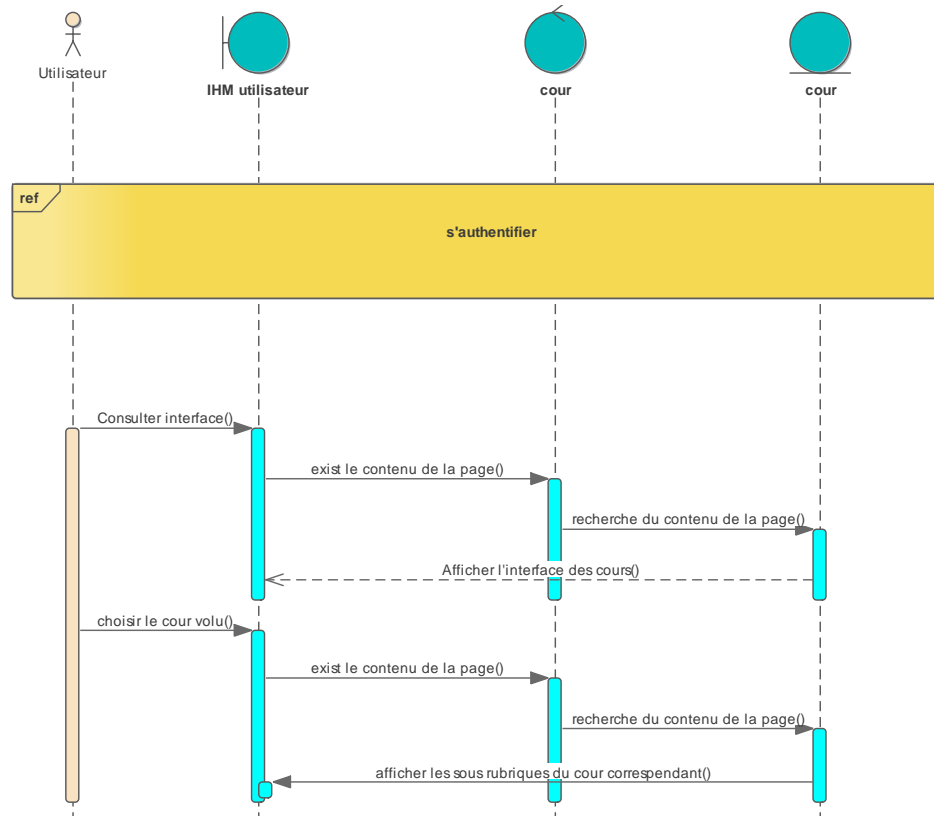 Utilisateur
IHM utilisateur
cour
cour
ref
s'authentifier
Consulter interface()
exist le contenu de la page()
recherche du contenu de la page()
Afficher l'interface des cours()
choisir le cour volu()
exist le contenu de la page()
recherche du contenu de la page()
afficher les sous rubriques du cour correspendant()